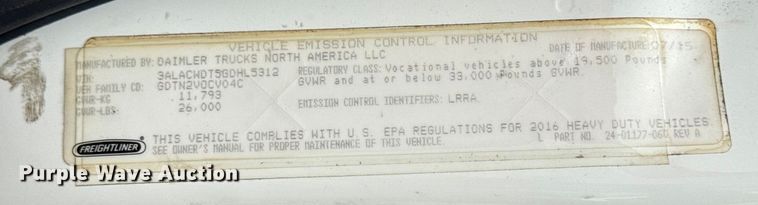 VEHICLE EMISSION CONTROL INFORMATION
MANUFACTURED BY: DAIMLER TRUCKS NORTH AMERICA LLC
DATE OF MANUFACTURE: 07/15
VIN: 3ALACWDT5GDHL5312
REGULATORY CLASS: Vocational vehicles above 19,500 Pounds
VEH FAMILY CD: GDTN2VOCV04C
GVWR and at or below 33,000 Pounds GVWR.
GVWR-KG 11,793
GVWR-LBS: 26,000
EMISSION CONTROL IDENTIFIERS: LRRA
THIS VEHICLE COMPLIES WITH U.S. EPA REGULATIONS FOR 2016 HEAVY DUTY VEHICLES
FREIGHTLINER
SEE OWNER'S MANUAL FOR PROPER MAINTENANCE OF THIS VEHICLE.
L PART NO. 24-01177-060 REV A
Purple Wave Auction